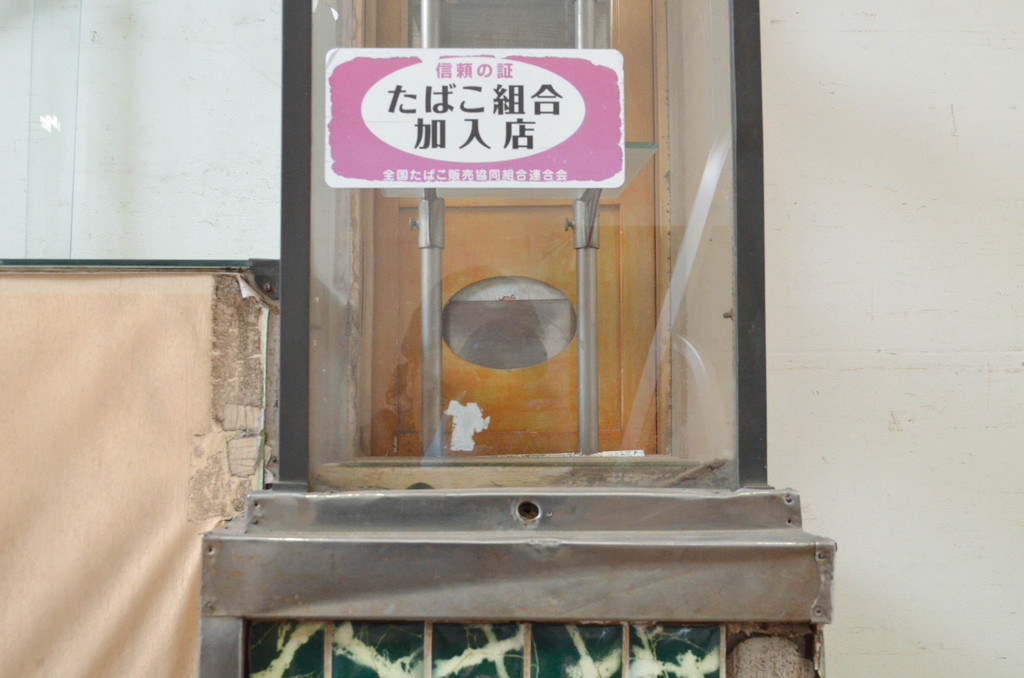 信頼の証
たばこ組合
加入店
全国たばこ販売協同組合連合会